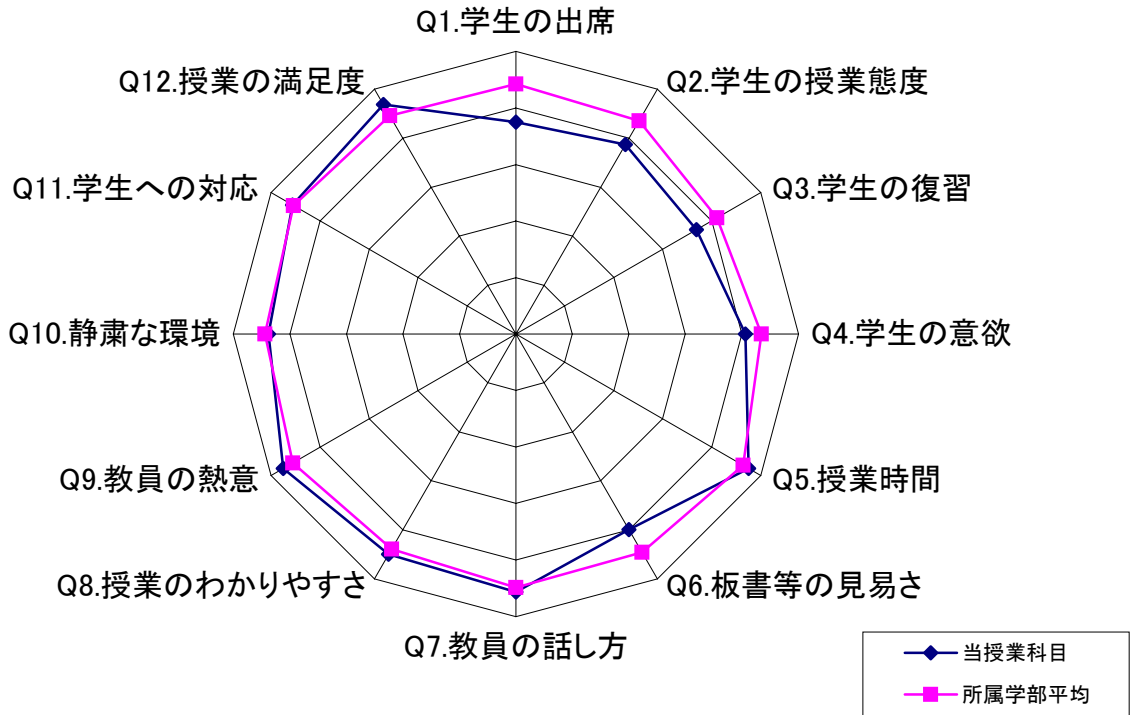 Q1.学生の出席
Q2.学生の授業態度
Q3.学生の復習
Q4.学生の意欲
Q5.授業時間
Q6.板書等の見易さ
Q7.教員の話し方
Q8.授業のわかりやすさ
Q9.教員の熱意
Q10.静粛な環境
Q11.学生への対応
Q12.授業の満足度
当授業科目
所属学部平均